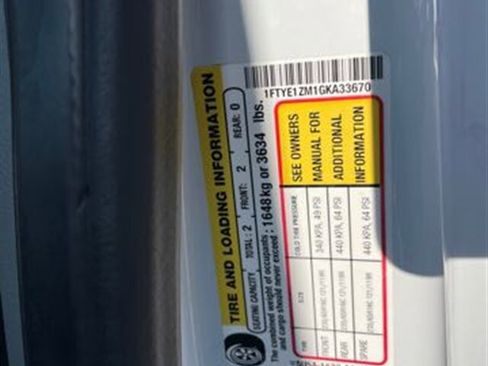 TIRE AND LOADING INFORMATION
SEATING CAPACITY TOTAL: 2 FRONT: 2 REAR: 0
The combined weight of occupants and cargo should never exceed: 1648kg or 3634 lbs.
1FTYE1ZM1GKA33670
TIRE SIZE COLD TIRE PRESSURE SEE OWNERS
FRONT 340 KPA, 49 PSI MANUAL FOR
REAR 440 KPA, 64 PSI ADDITIONAL
SPARE 440 KPA, 64 PSI INFORMATION